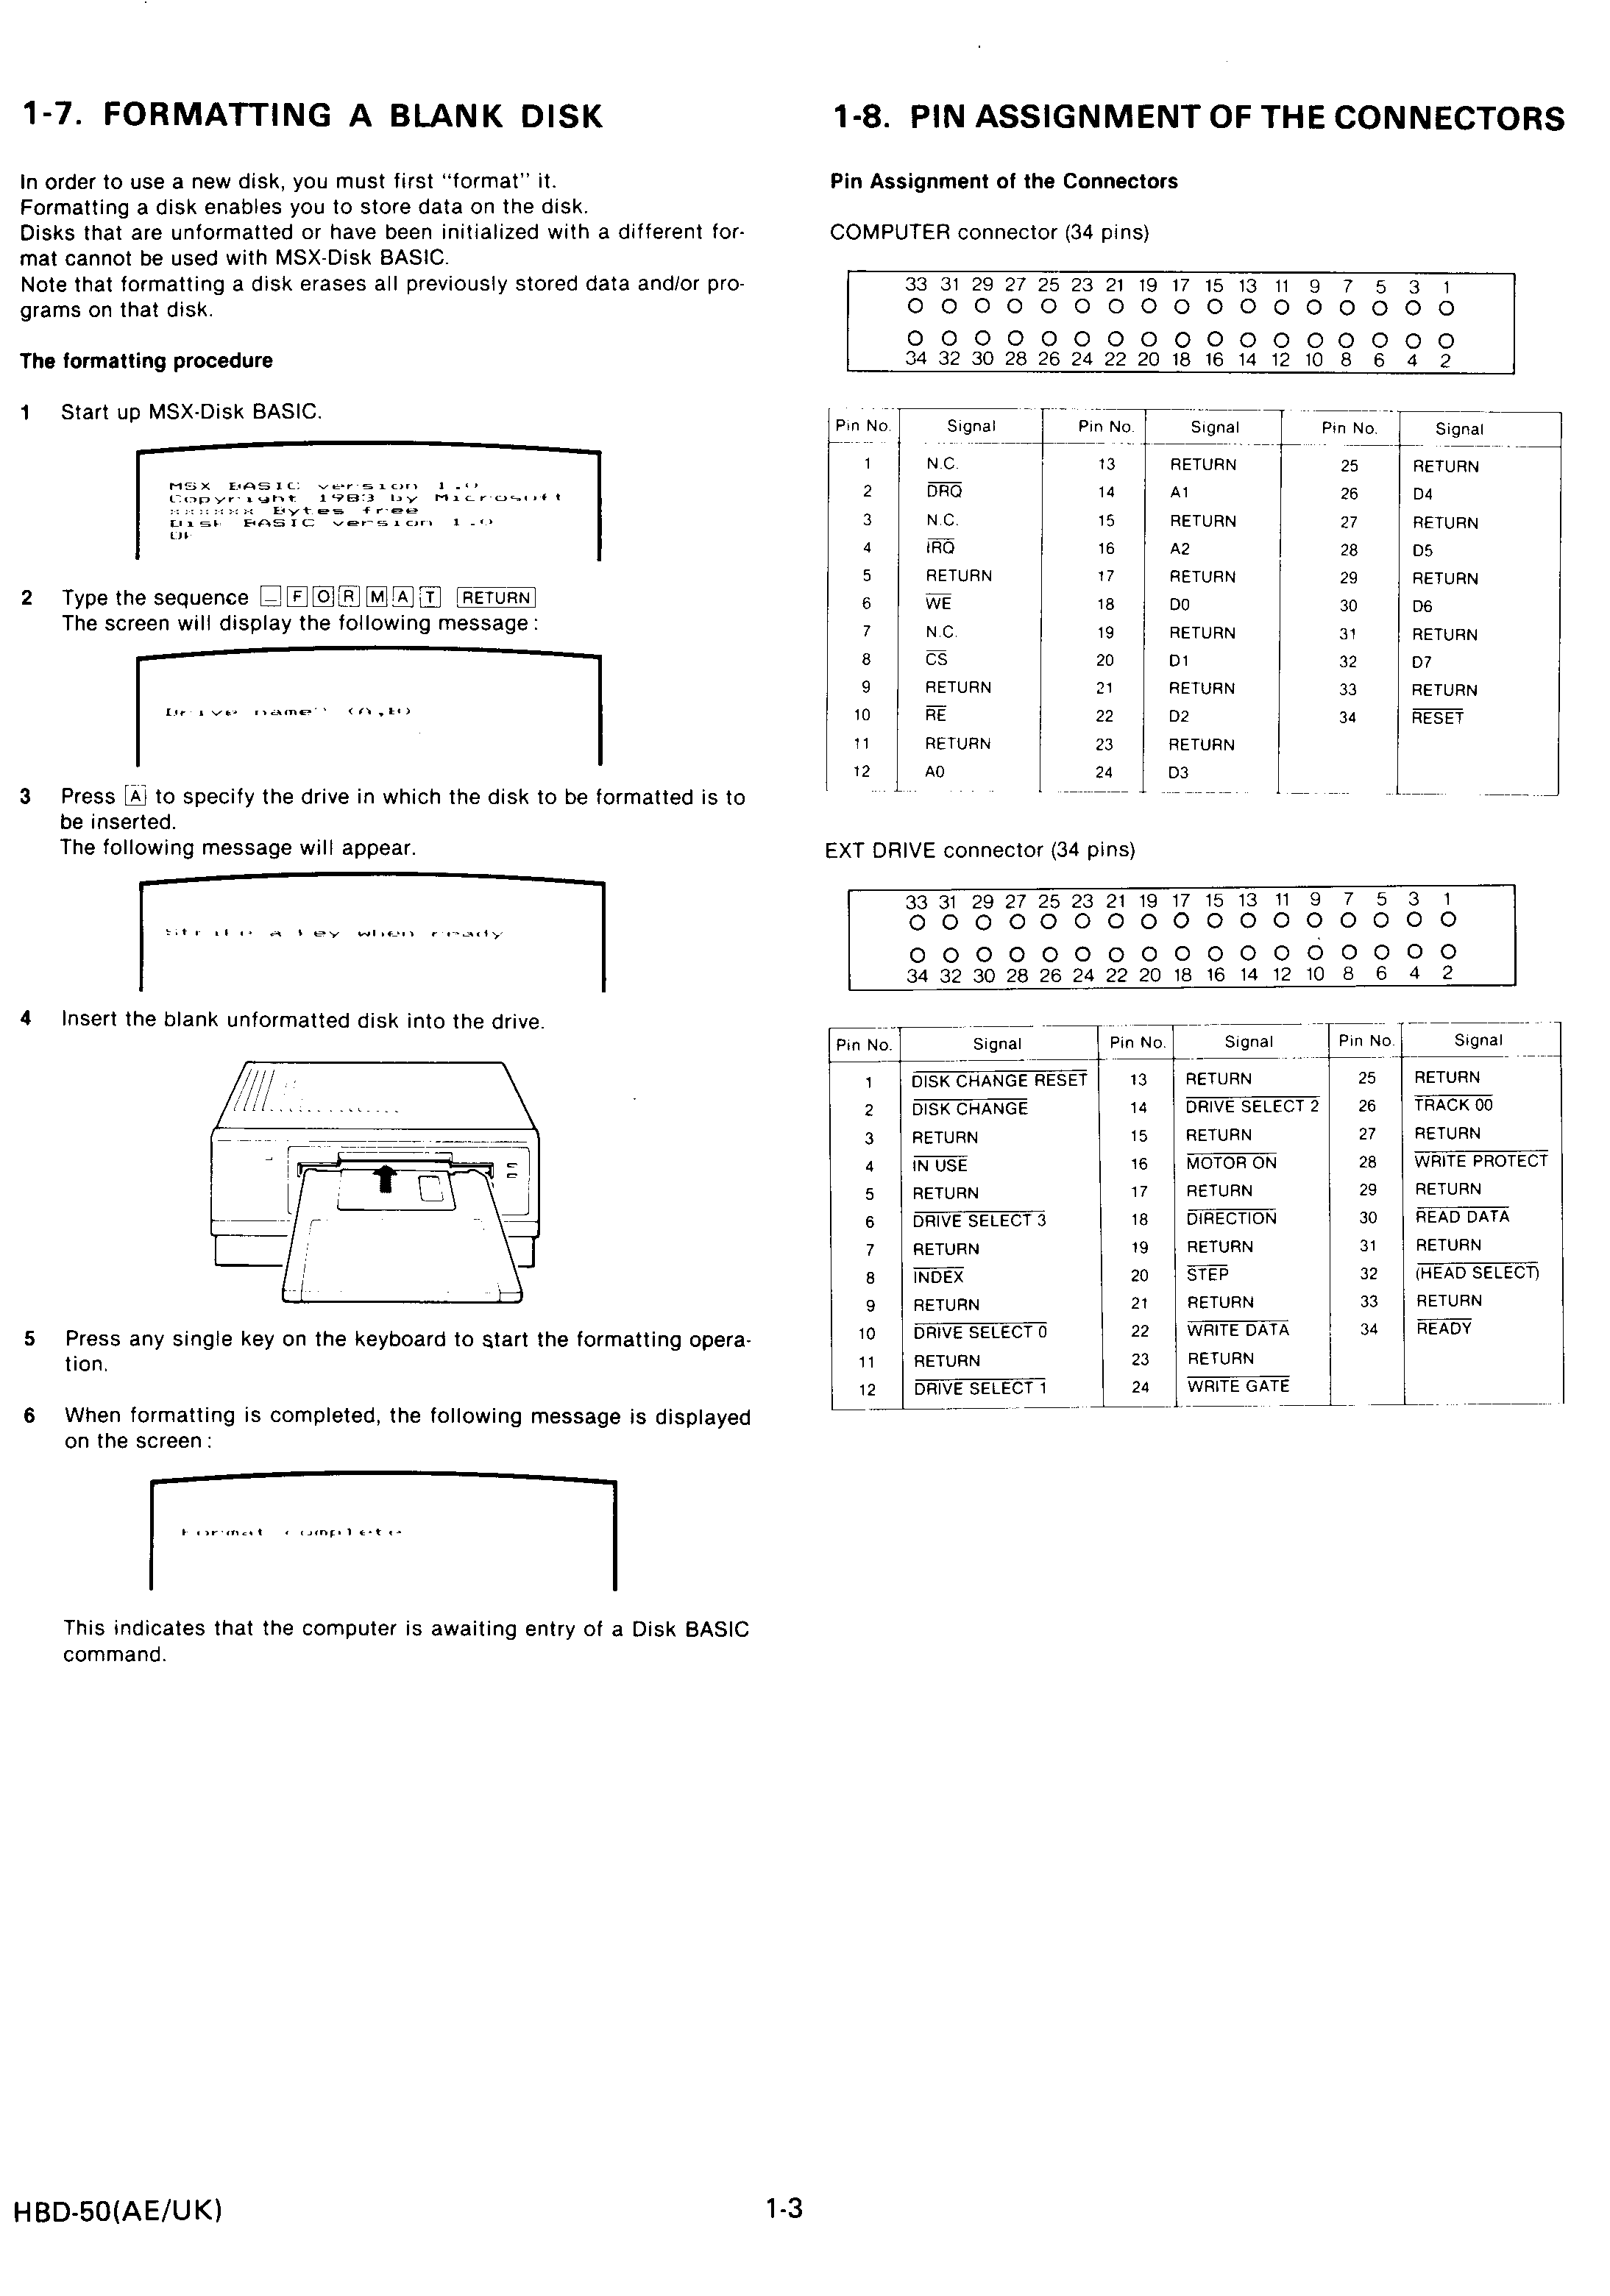 1-7. FORMATTING A BLANK DISK
In order to use a new disk, you must first “format” it.
Formatting a disk enables you to store data on the disk.
Disks that are unformatted or have been initialized with a different for-
mat cannot be used with MSX-Disk BASIC.
Note that formatting a disk erases all previously stored data and/or pro-
grams on that disk.
The formatting procedure
1 Start up MSX-Disk BASIC.
MSX BASIC version 1.0
Copyright 1983 by Microsoft
xxxxxx Bytes free
Disk BASIC version 1.0
Ok
2 Type the sequence _ F O R M A T RETURN
The screen will display the following message :
Drive name? (A,B)
3 Press A to specify the drive in which the disk to be formatted is to
be inserted.
The following message will appear.
Strike a key when ready
4 Insert the blank unformatted disk into the drive.
5 Press any single key on the keyboard to start the formatting opera-
tion.
6 When formatting is completed, the following message is displayed
on the screen :
Format complete
This indicates that the computer is awaiting entry of a Disk BASIC
command.
1-8. PIN ASSIGNMENT OF THE CONNECTORS
Pin Assignment of the Connectors
COMPUTER connector (34 pins)
33 31 29 27 25 23 21 19 17 15 13 11 9 7 5 3 1
34 32 30 28 26 24 22 20 18 16 14 12 10 8 6 4 2
Pin No. Signal Pin No. Signal Pin No. Signal
1 N.C. 13 RETURN 25 RETURN
2 DRQ 14 A1 26 D4
3 N.C. 15 RETURN 27 RETURN
4 IRQ 16 A2 28 D5
5 RETURN 17 RETURN 29 RETURN
6 WE 18 D0 30 D6
7 N.C. 19 RETURN 31 RETURN
8 CS 20 D1 32 D7
9 RETURN 21 RETURN 33 RETURN
10 RE 22 D2 34 RESET
11 RETURN 23 RETURN
12 A0 24 D3
EXT DRIVE connector (34 pins)
33 31 29 27 25 23 21 19 17 15 13 11 9 7 5 3 1
34 32 30 28 26 24 22 20 18 16 14 12 10 8 6 4 2
Pin No. Signal Pin No. Signal Pin No. Signal
1 DISK CHANGE RESET 13 RETURN 25 RETURN
2 DISK CHANGE 14 DRIVE SELECT 2 26 TRACK 00
3 RETURN 15 RETURN 27 RETURN
4 IN USE 16 MOTOR ON 28 WRITE PROTECT
5 RETURN 17 RETURN 29 RETURN
6 DRIVE SELECT 3 18 DIRECTION 30 READ DATA
7 RETURN 19 RETURN 31 RETURN
8 INDEX 20 STEP 32 (HEAD SELECT)
9 RETURN 21 RETURN 33 RETURN
10 DRIVE SELECT 0 22 WRITE DATA 34 READY
11 RETURN 23 RETURN
12 DRIVE SELECT 1 24 WRITE GATE
HBD-50(AE/UK)
1-3